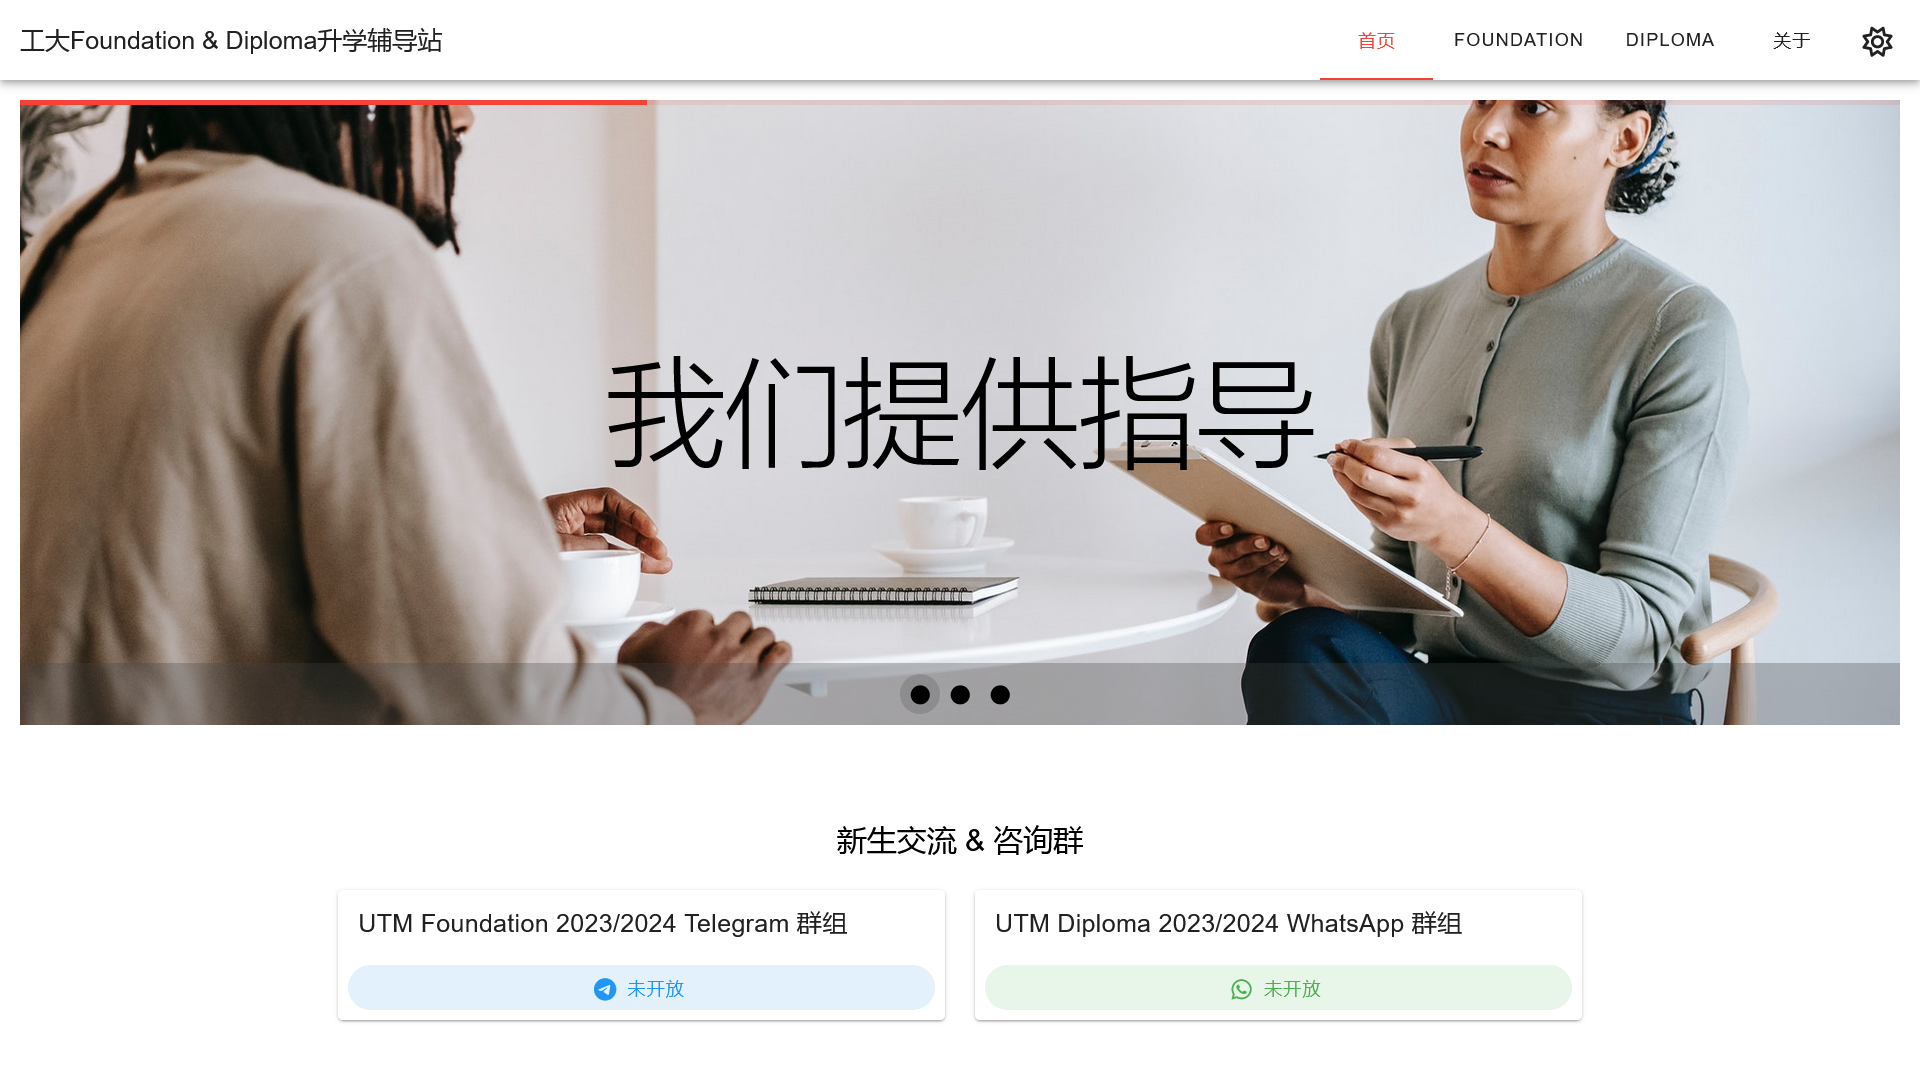 工大Foundation & Diploma升学辅导站
首页
FOUNDATION
DIPLOMA
关于
我们提供指导
新生交流 & 咨询群
UTM Foundation 2023/2024 Telegram 群组
未开放
UTM Diploma 2023/2024 WhatsApp 群组
未开放